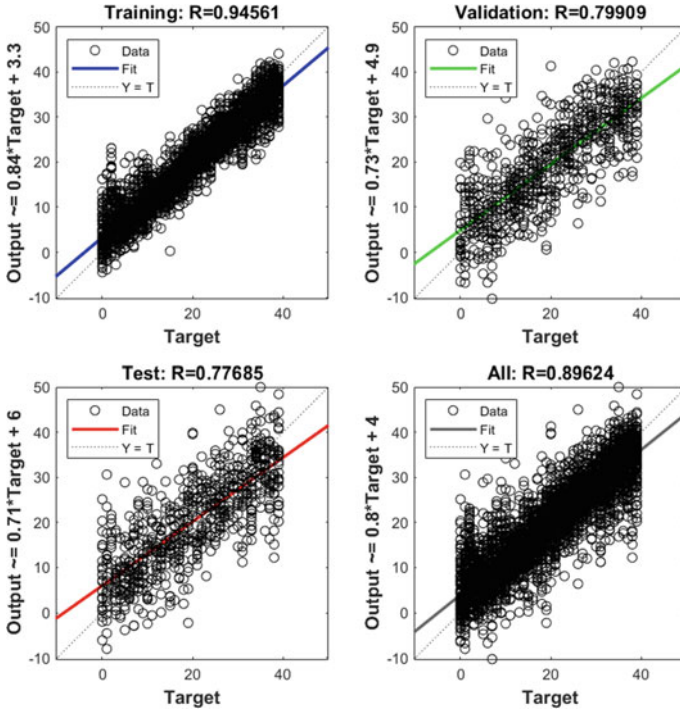 Training: R=0.94561
Output ~= 0.84*Target + 3.3
50
40
30
20
10
0
-10
Data
Fit
Y = T
0
20
40
Target
Validation: R=0.79909
Output ~= 0.73*Target + 4.9
50
40
30
20
10
0
-10
Data
Fit
Y = T
0
20
40
Target
Test: R=0.77685
Output ~= 0.71*Target + 6
50
40
30
20
10
0
-10
Data
Fit
Y = T
0
20
40
Target
All: R=0.89624
Output ~= 0.8*Target + 4
50
40
30
20
10
0
-10
Data
Fit
Y = T
0
20
40
Target